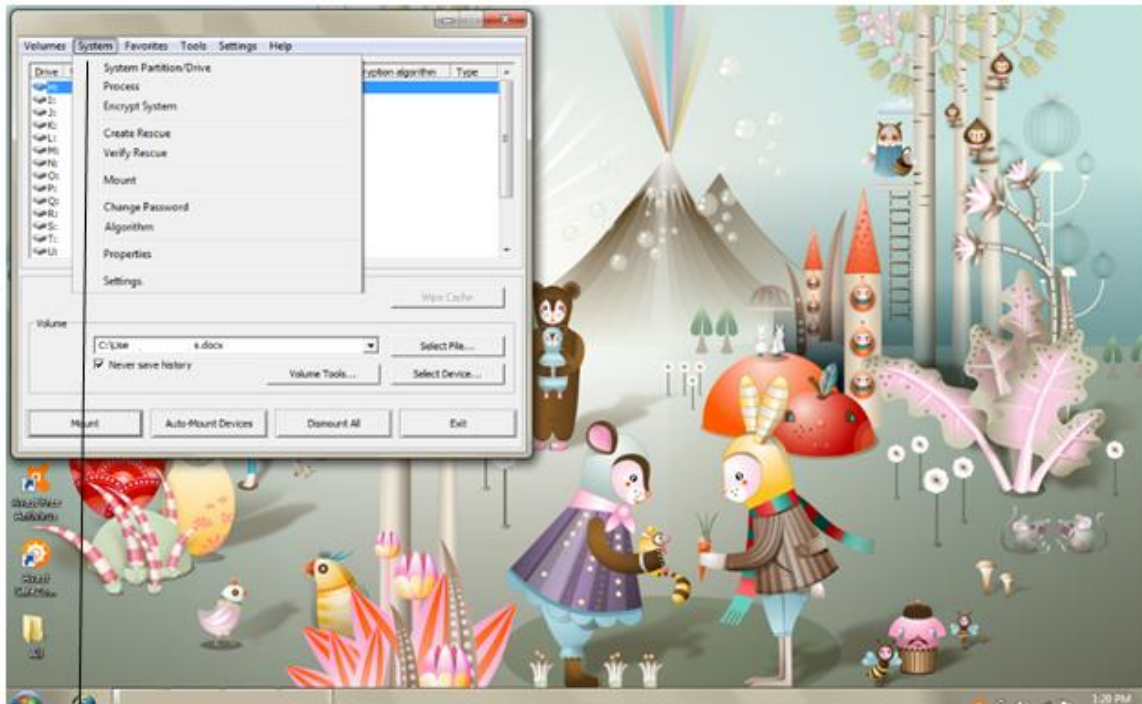 Volumes System Favorites Tools Settings Help
Drive
ryption algorithm Type
System Partition/Drive
Process
Encrypt System
Create Rescue
Verify Rescue
Mount
Change Password
Algorithm
Properties
Settings
I:
J:
K:
L:
M:
N:
O:
P:
Q:
R:
S:
T:
U:
Wipe Cache
Volume
C:\Use s.docx
Select File...
Never save history
Volume Tools...
Select Device...
Mount
Auto-Mount Devices
Dismount All
Exit
1:20 PM